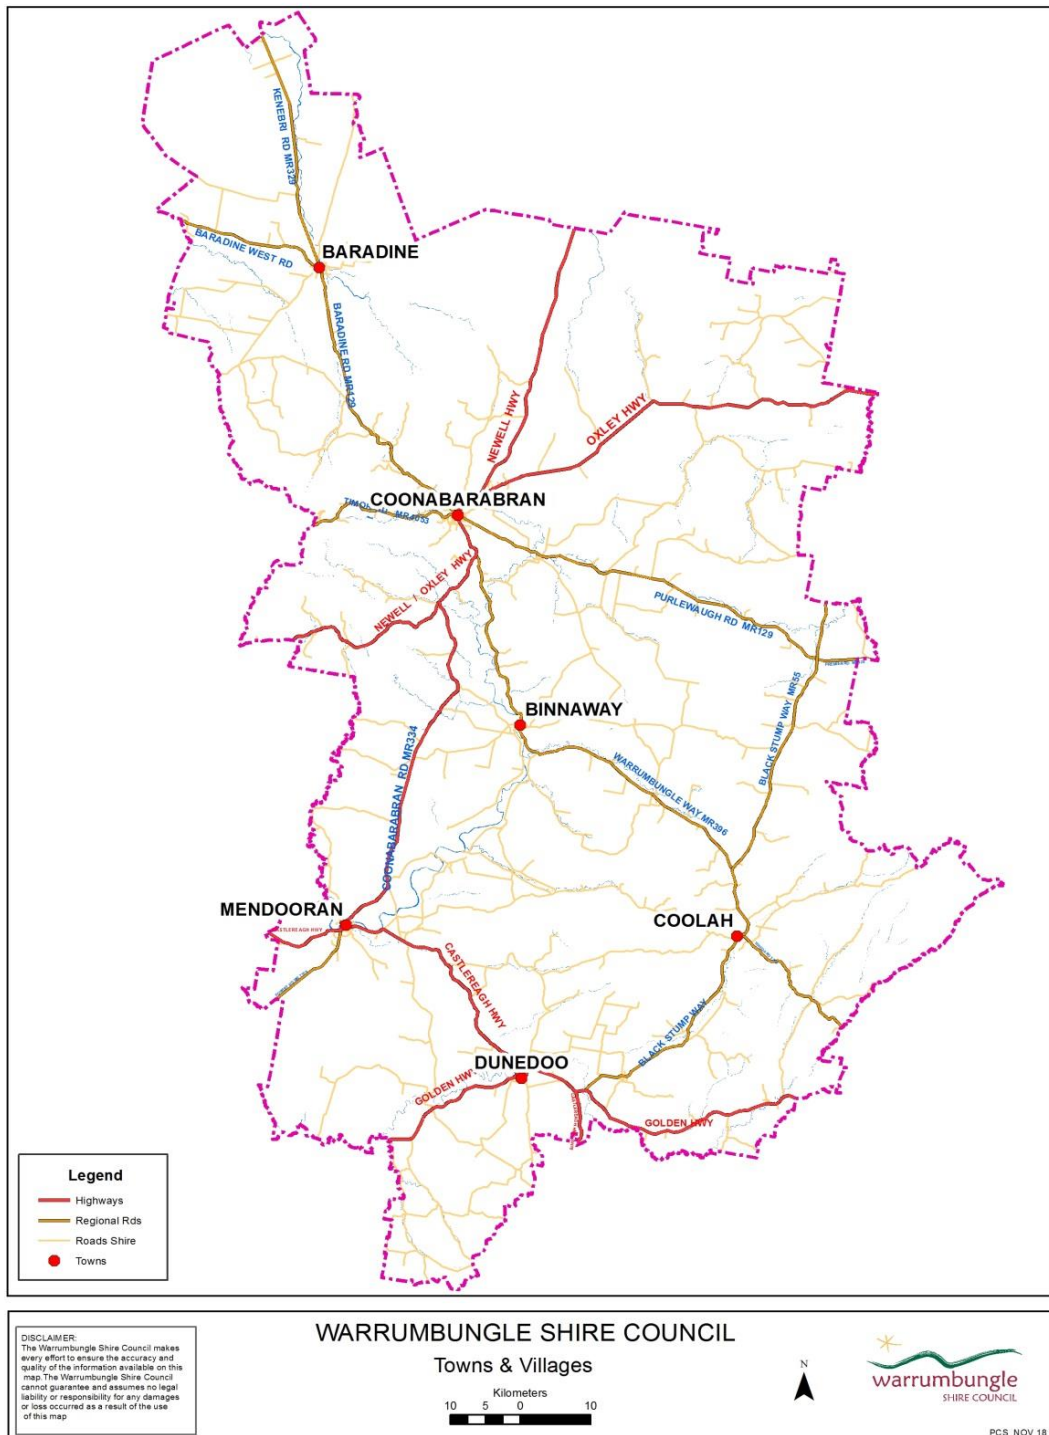 KENEBRI RD MR329
BARADINE WEST RD
BARADINE
BARADINE RD MR129
NEWELL HWY
OXLEY HWY
COONABARABRAN
NEWELL / OXLEY HWY
PURLEWAUGH RD MR129
BLACK STUMP WAY MR55
BINNAWAY
WARRUMBUNGLE WAY MR396
COONABARABRAN RD MR334
MENDOORAN
COOLAH
CASTLEREAGH HWY
BLACK STUMP WAY
DUNEDOO
GOLDEN HWY
GOLDEN HWY
Legend
Highways
Regional Rds
Roads Shire
Towns
DISCLAIMER:
The Warrumbungle Shire Council makes
every effort to ensure the accuracy and
quality of the information available on this
map.The Warrumbungle Shire Council
cannot guarantee and assumes no legal
liability or responsibility for any damages
or loss occurred as a result of the use
of this map
WARRUMBUNGLE SHIRE COUNCIL
Towns & Villages
Kilometers
10 5 0 10
N
warrumbungle
SHIRE COUNCIL
PCS NOV 18